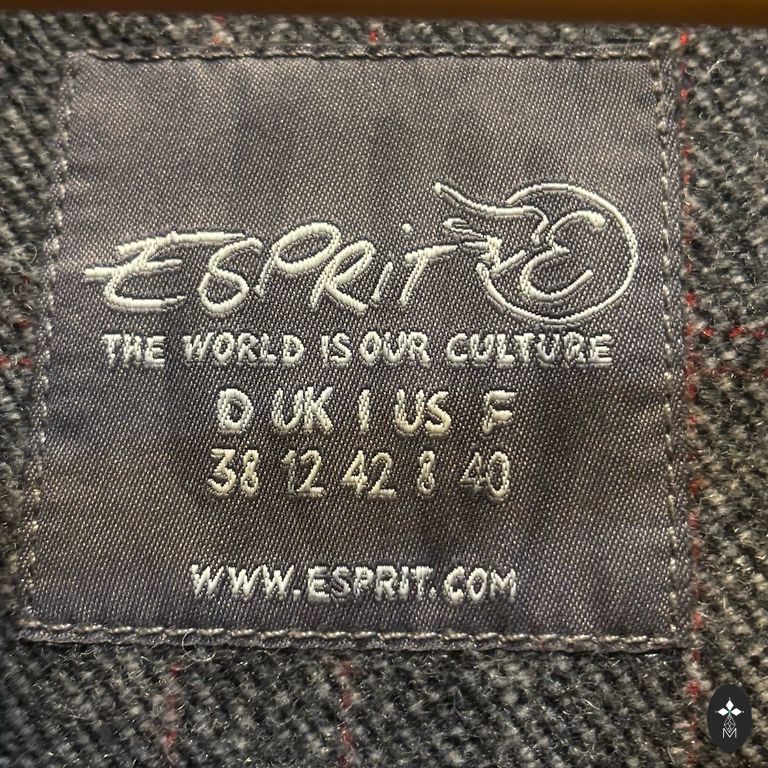 ESPRIT E
THE WORLD IS OUR CULTURE
D UK I US F
38 12 42 8 40
WWW.ESPRIT.COM
M